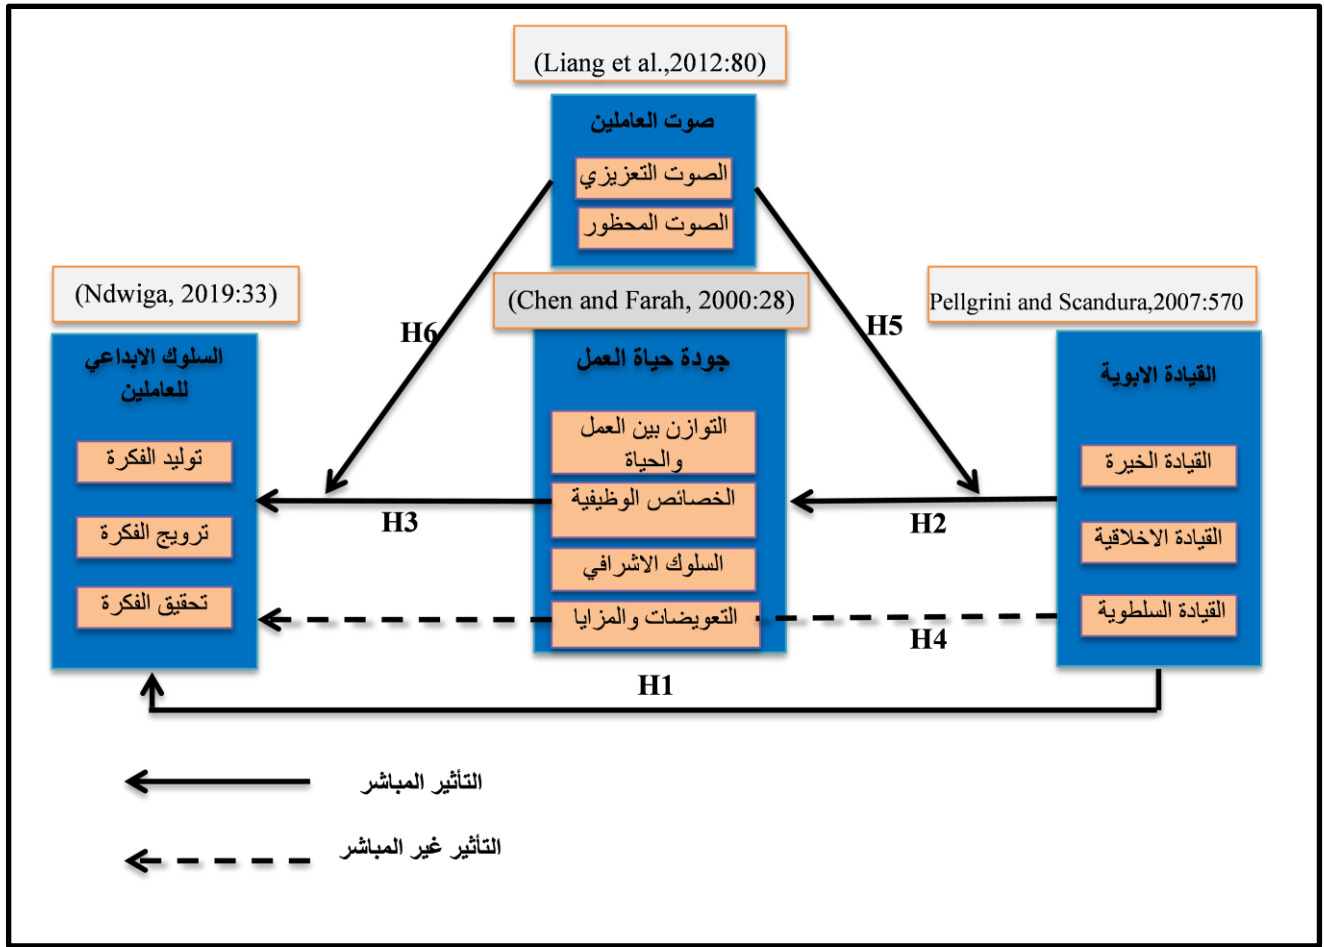 (Liang et al.,2012:80)
صوت العاملين
الصوت التعزيزي
الصوت المحظور
Pellgrini and Scandura,2007:570
القيادة الابوية
القيادة الخيرة
القيادة الاخلاقية
القيادة السلطوية
(Chen and Farah, 2000:28)
جودة حياة العمل
التوازن بين العمل
والحياة
الخصائص الوظيفية
السلوك الاشرافي
التعويضات والمزايا
(Ndwiga, 2019:33)
السلوك الابداعي
للعاملين
توليد الفكرة
ترويج الفكرة
تحقيق الفكرة
H5
H6
H2
H3
H4
H1
التأثير المباشر
التأثير غير المباشر